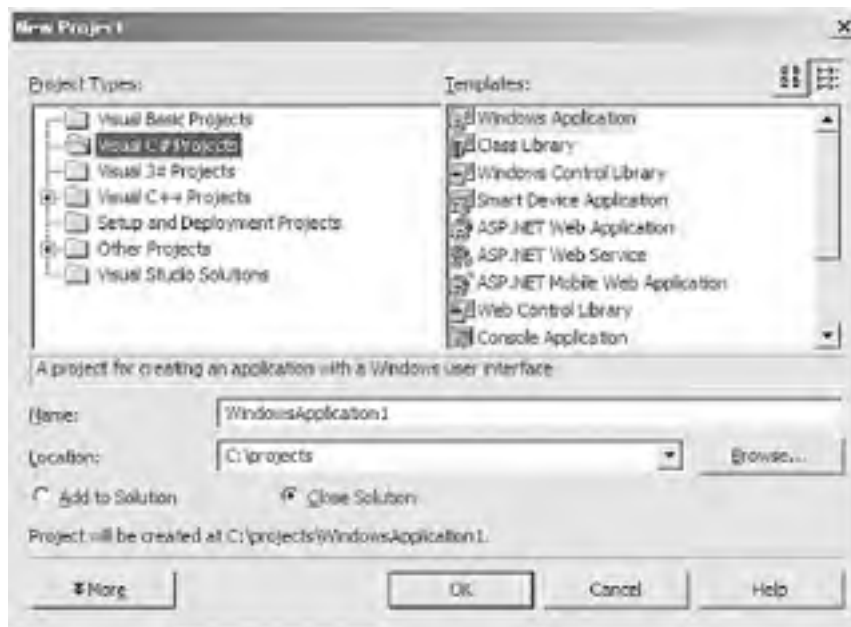 New Project
Project Types:
Visual Basic Projects
Visual C# Projects
Visual J# Projects
Visual C++ Projects
Setup and Deployment Projects
Other Projects
Visual Studio Solutions
Templates:
Windows Application
Class Library
Windows Control Library
Smart Device Application
ASP.NET Web Application
ASP.NET Web Service
ASP.NET Mobile Web Application
Web Control Library
Console Application
A project for creating an application with a Windows user interface
Name:
WindowsApplication1
Location:
C:\projects
Browse...
Add to Solution
Close Solution
Project will be created at C:\projects\WindowsApplication1.
More
OK
Cancel
Help